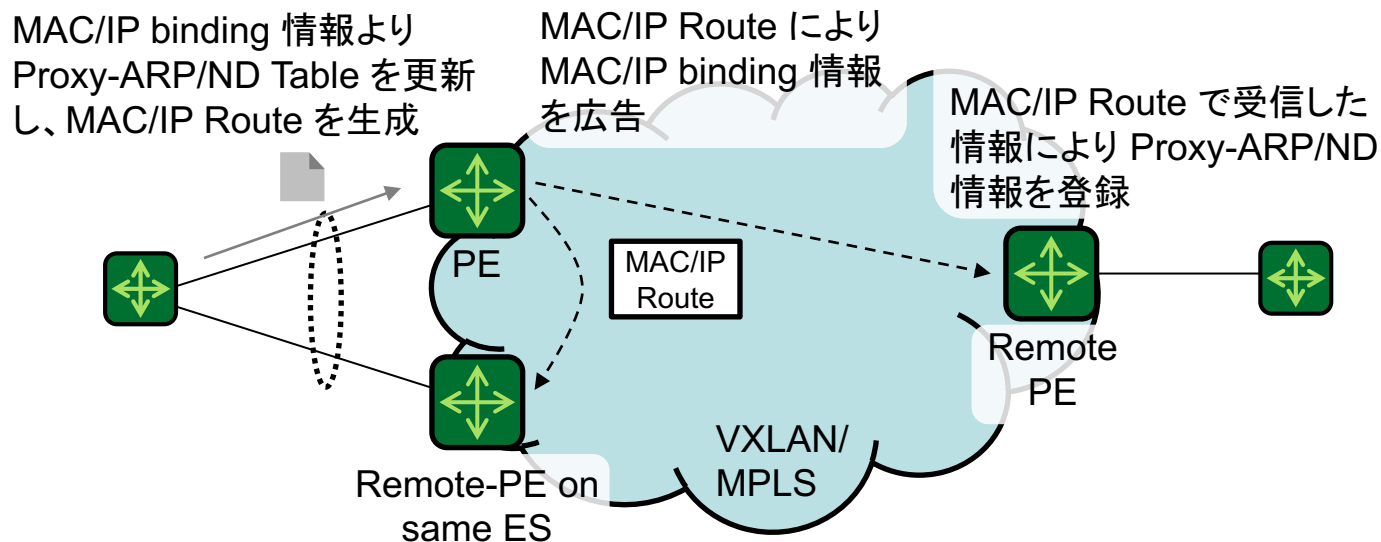 MAC/IP binding 情報より
Proxy-ARP/ND Table を更新
し、MAC/IP Route を生成
MAC/IP Route により
MAC/IP binding 情報
を広告
MAC/IP Route で受信した
情報により Proxy-ARP/ND
情報を登録
PE
MAC/IP
Route
Remote
PE
VXLAN/
MPLS
Remote-PE on
same ES